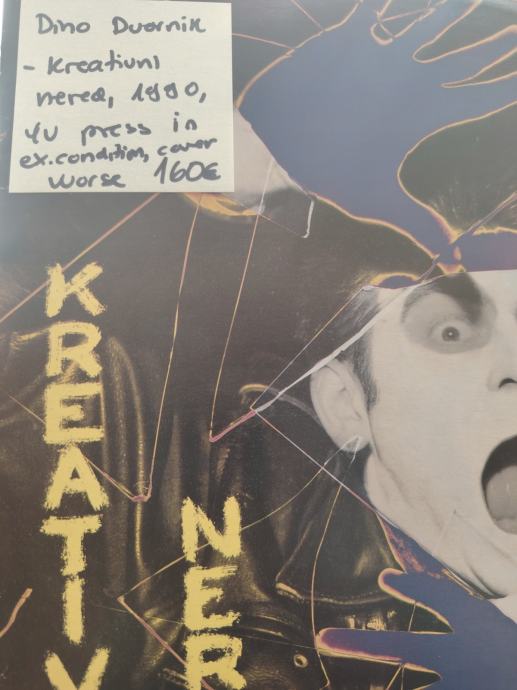 Dino Dvornik
- Kreativni
nered, 1990,
YU press in
ex.condition, cover
worse 160€
KREATIV
NER